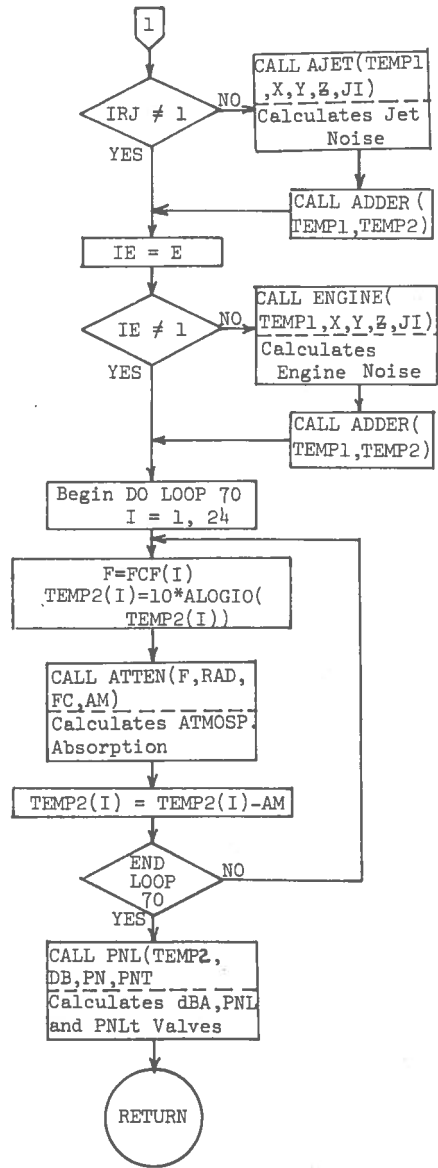 1
IRJ ≠ 1
NO
YES
CALL AJET(TEMP1
,X,Y,Z,JI)
Calculates Jet
Noise
CALL ADDER(
TEMP1,TEMP2)
IE = E
IE ≠ 1
NO
YES
CALL ENGINE(
TEMP1,X,Y,Z,JI)
Calculates
Engine Noise
CALL ADDER(
TEMP1,TEMP2)
Begin DO LOOP 70
I = 1, 24
F=FCF(I)
TEMP2(I)=10*ALOGIO(
TEMP2(I))
CALL ATTEN(F,RAD,
FC,AM)
Calculates ATMOSP.
Absorption
TEMP2(I) = TEMP2(I)-AM
END
LOOP
70
NO
YES
CALL PNL(TEMP2,
DB,PN,PNT
Calculates dBA,PNL
and PNLt Valves
RETURN